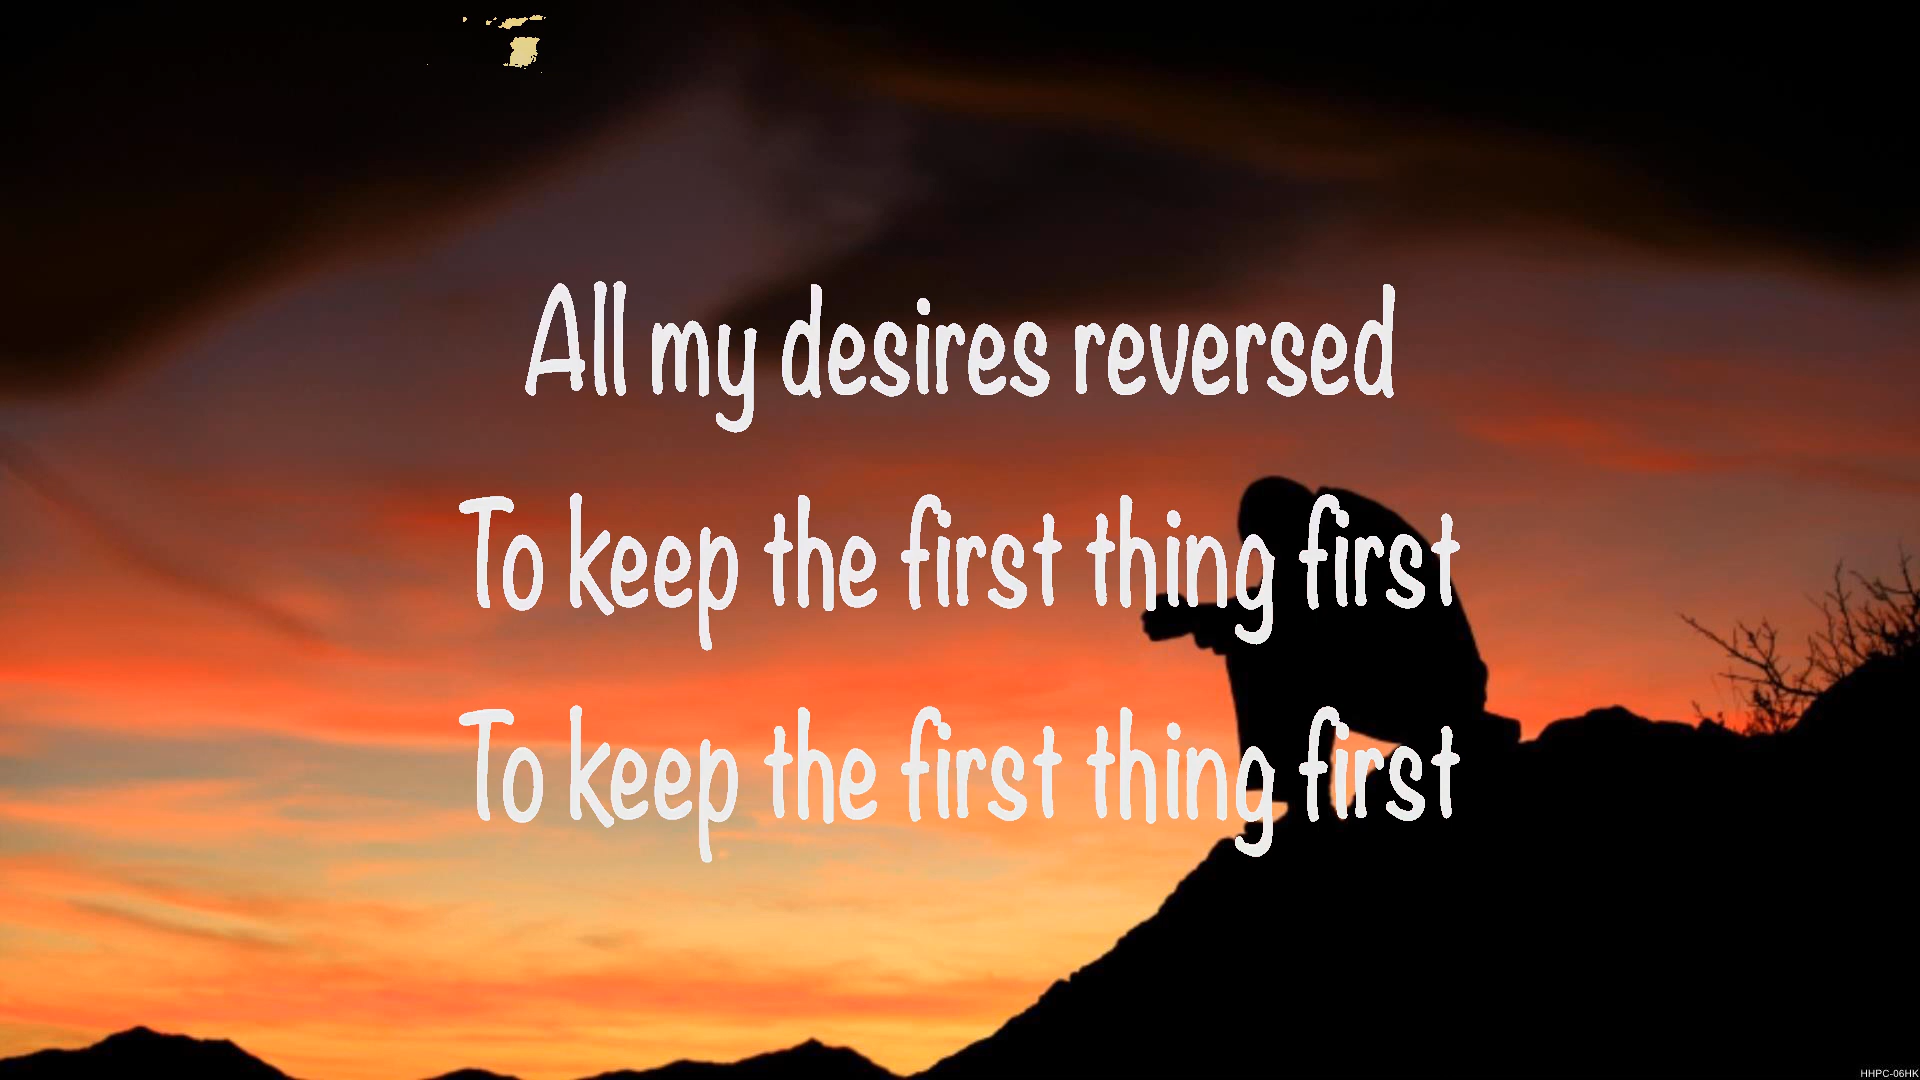 All my desires reversed
To keep the first thing first
To keep the first thing first
HHPC-06HK